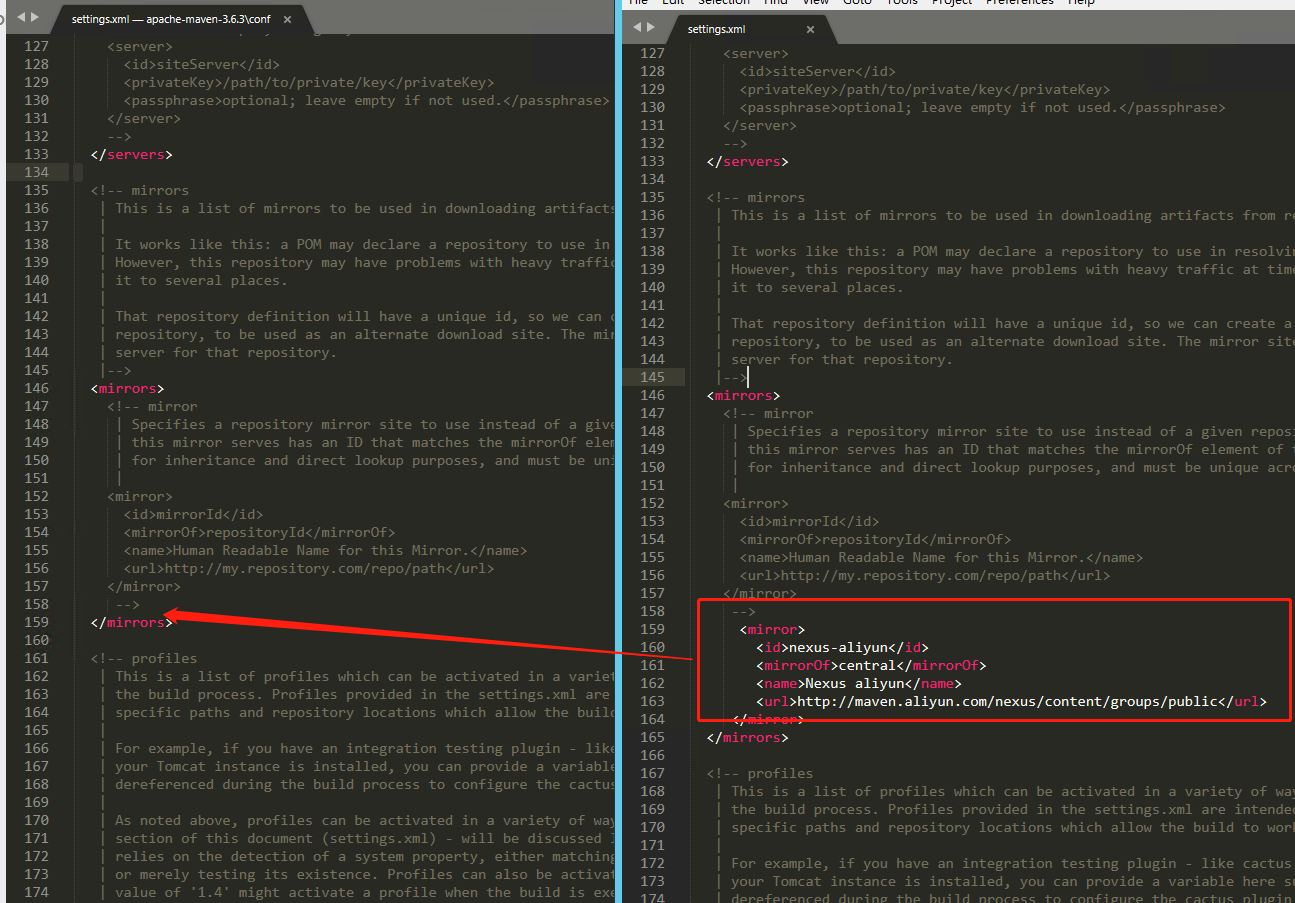 settings.xml — apache-maven-3.6.3\conf ×
127 <server>
128 <id>siteServer</id>
129 <privateKey>/path/to/private/key</privateKey>
130 <passphrase>optional; leave empty if not used.</passphrase>
131 </server>
132 -->
133 </servers>
134
135 <!-- mirrors
136 | This is a list of mirrors to be used in downloading artifacts
137 |
138 | It works like this: a POM may declare a repository to use in
139 | However, this repository may have problems with heavy traffic
140 | it to several places.
141 |
142 | That repository definition will have a unique id, so we can
143 | repository, to be used as an alternate download site. The mir
144 | server for that repository.
145 |-->
146 <mirrors>
147 <!-- mirror
148 | Specifies a repository mirror site to use instead of a give
149 | this mirror serves has an ID that matches the mirrorOf elem
150 | for inheritance and direct lookup purposes, and must be uni
151 |
152 <mirror>
153 <id>mirrorId</id>
154 <mirrorOf>repositoryId</mirrorOf>
155 <name>Human Readable Name for this Mirror.</name>
156 <url>http://my.repository.com/repo/path</url>
157 </mirror>
158 -->
159 </mirrors>
160
161 <!-- profiles
162 | This is a list of profiles which can be activated in a variet
163 | the build process. Profiles provided in the settings.xml are
164 | specific paths and repository locations which allow the build
165 |
166 | For example, if you have an integration testing plugin - like
167 | your Tomcat instance is installed, you can provide a variable
168 | dereferenced during the build process to configure the cactus
169 |
170 | As noted above, profiles can be activated in a variety of way
171 | section of this document (settings.xml) - will be discussed
172 | relies on the detection of a system property, either matching
173 | or merely testing its existence. Profiles can also be activat
174 | value of '1.4' might activate a profile when the build is exe
File Edit Selection Find View Goto Tools Project Preferences Help
settings.xml ×
127 <server>
128 <id>siteServer</id>
129 <privateKey>/path/to/private/key</privateKey>
130 <passphrase>optional; leave empty if not used.</passphrase>
131 </server>
132 -->
133 </servers>
134
135 <!-- mirrors
136 | This is a list of mirrors to be used in downloading artifacts from re
137 |
138 | It works like this: a POM may declare a repository to use in resolvin
139 | However, this repository may have problems with heavy traffic at time
140 | it to several places.
141 |
142 | That repository definition will have a unique id, so we can create a
143 | repository, to be used as an alternate download site. The mirror site
144 | server for that repository.
145 |-->
146 <mirrors>
147 <!-- mirror
148 | Specifies a repository mirror site to use instead of a given reposi
149 | this mirror serves has an ID that matches the mirrorOf element of t
150 | for inheritance and direct lookup purposes, and must be unique acro
151 |
152 <mirror>
153 <id>mirrorId</id>
154 <mirrorOf>repositoryId</mirrorOf>
155 <name>Human Readable Name for this Mirror.</name>
156 <url>http://my.repository.com/repo/path</url>
157 </mirror>
158 -->
159 <mirror>
160 <id>nexus-aliyun</id>
161 <mirrorOf>central</mirrorOf>
162 <name>Nexus aliyun</name>
163 <url>http://maven.aliyun.com/nexus/content/groups/public</url>
164 </mirror>
165 </mirrors>
166
167 <!-- profiles
168 | This is a list of profiles which can be activated in a variety of way
169 | the build process. Profiles provided in the settings.xml are intended
170 | specific paths and repository locations which allow the build to work
171 |
172 | For example, if you have an integration testing plugin - like cactus
173 | your Tomcat instance is installed, you can provide a variable here su
174 | dereferenced during the build process to configure the cactus plugin